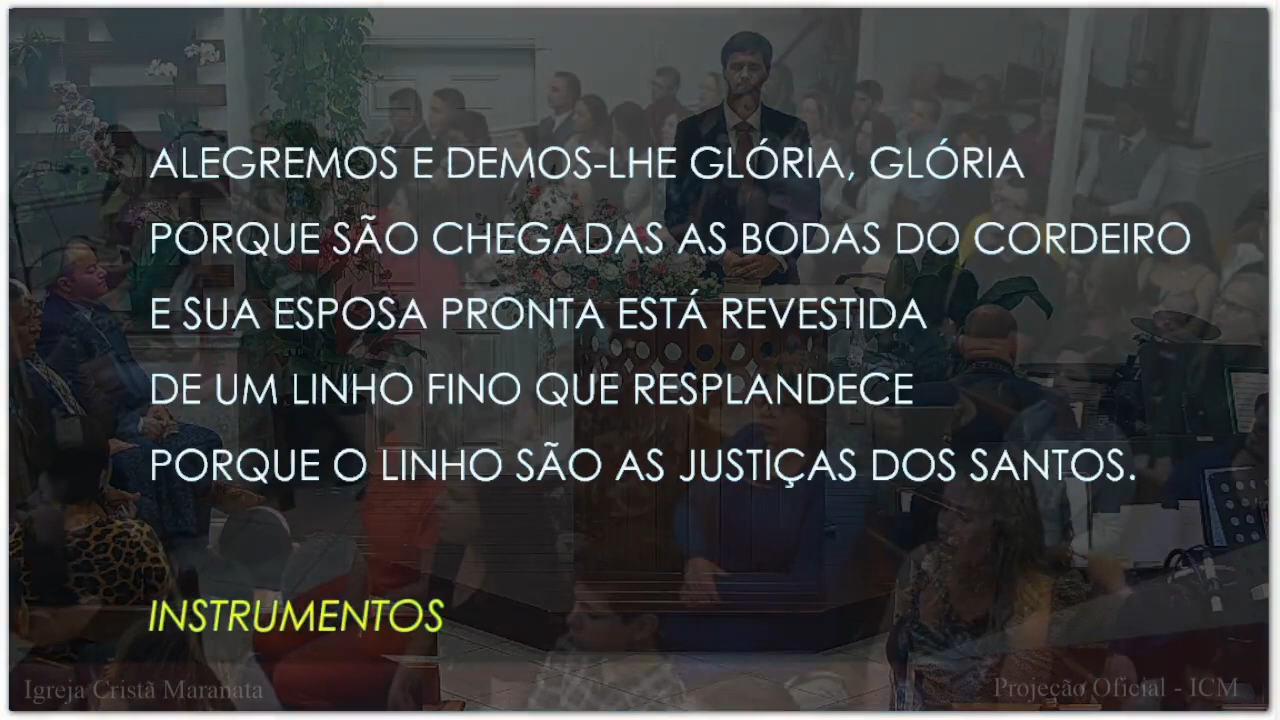 ALEGREMOS E DEMOS-LHE GLÓRIA, GLÓRIA
PORQUE SÃO CHEGADAS AS BODAS DO CORDEIRO
E SUA ESPOSA PRONTA ESTÁ REVESTIDA
DE UM LINHO FINO QUE RESPLANDECE
PORQUE O LINHO SÃO AS JUSTIÇAS DOS SANTOS.
INSTRUMENTOS
Igreja Cristã Maranata
Projeção Oficial - ICM